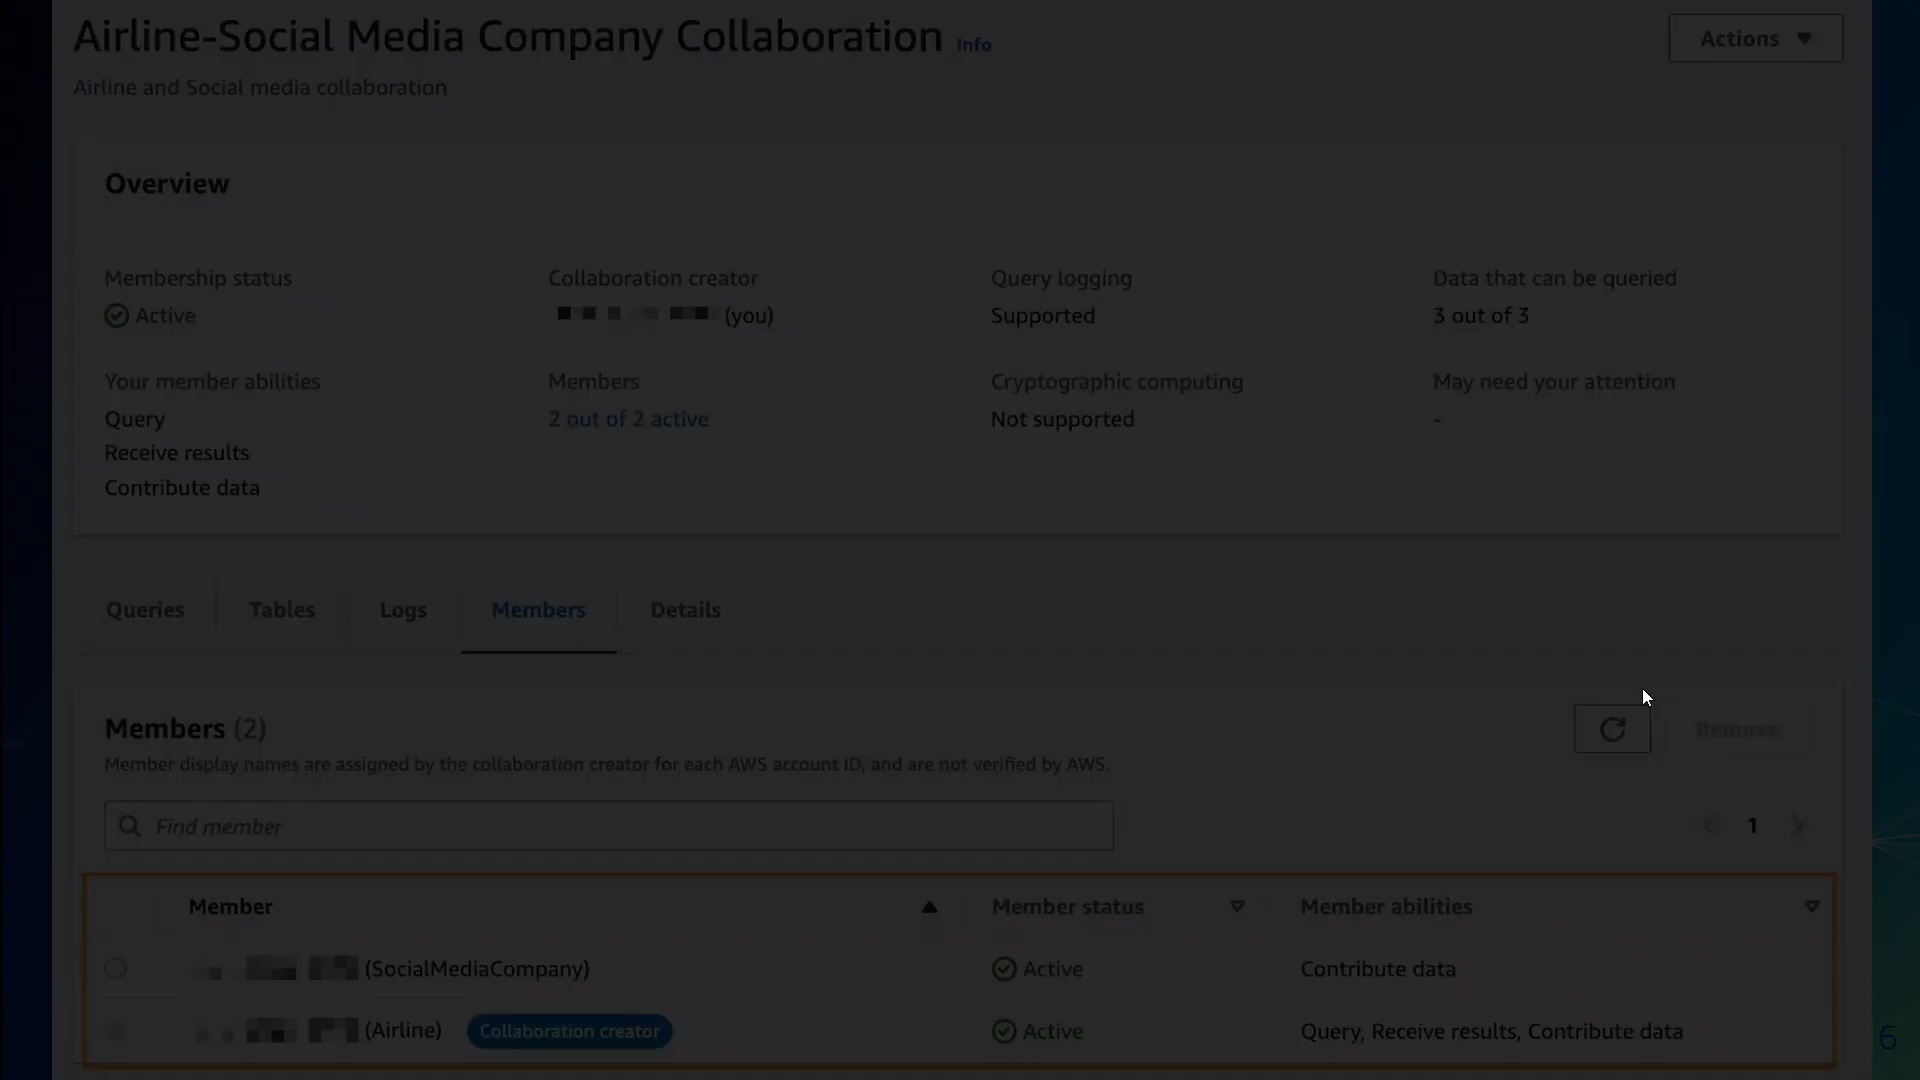 Airline-Social Media Company Collaboration Info
Actions
Airline and Social media collaboration
Overview
Membership status
Active
Collaboration creator
(you)
Query logging
Supported
Data that can be queried
3 out of 3
Your member abilities
Query
Receive results
Contribute data
Members
2 out of 2 active
Cryptographic computing
Not supported
May need your attention
-
Queries Tables Logs Members Details
Members (2)
Remove
Member display names are assigned by the collaboration creator for each AWS account ID, and are not verified by AWS.
Find member
1
Member Member status Member abilities
(SocialMediaCompany) Active Contribute data
(Airline) Collaboration creator Active Query, Receive results, Contribute data
6